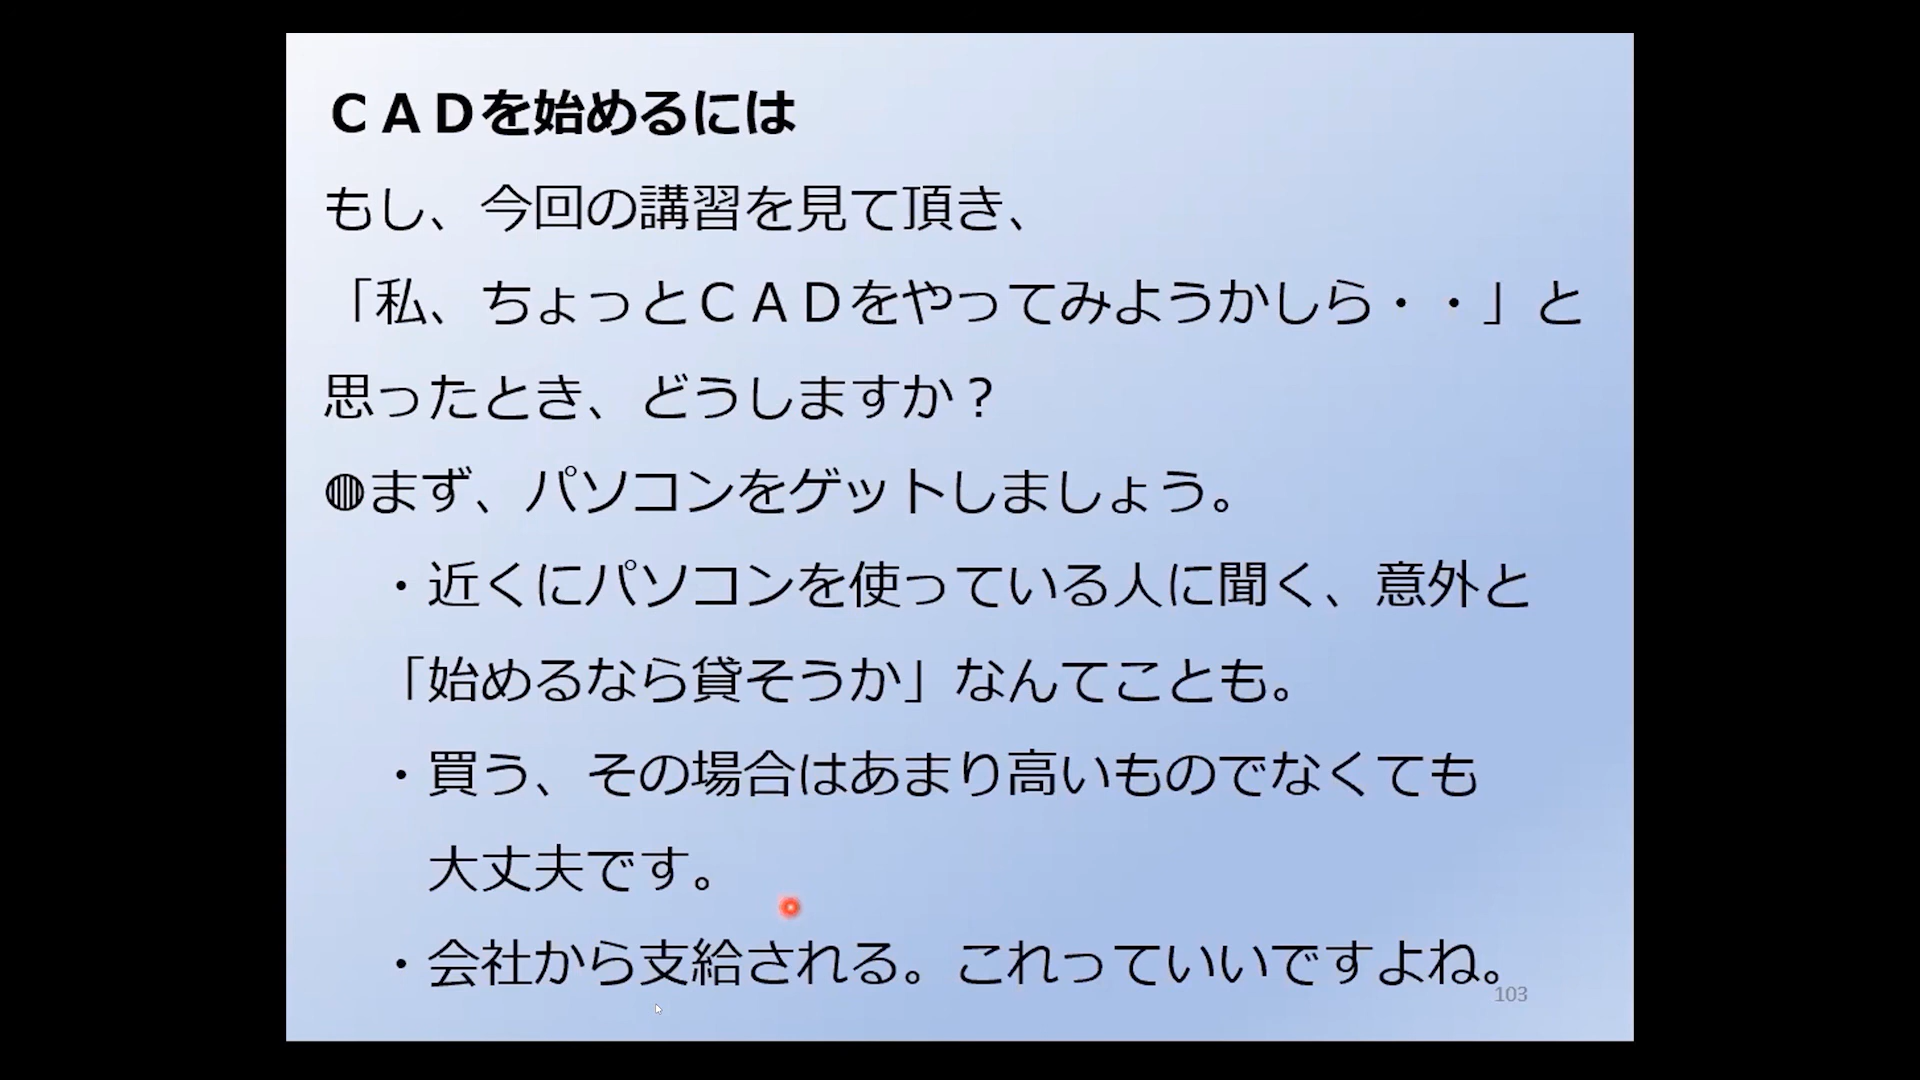 ＣＡＤを始めるには
もし、今回の講習を見て頂き、
「私、ちょっとＣＡＤをやってみようかしら・・」と
思ったとき、どうしますか？
◍まず、パソコンをゲットしましょう。
・近くにパソコンを使っている人に聞く、意外と
「始めるなら貸そうか」なんてことも。
・買う、その場合はあまり高いものでなくても
大丈夫です。
・会社から支給される。これっていいですよね。
103